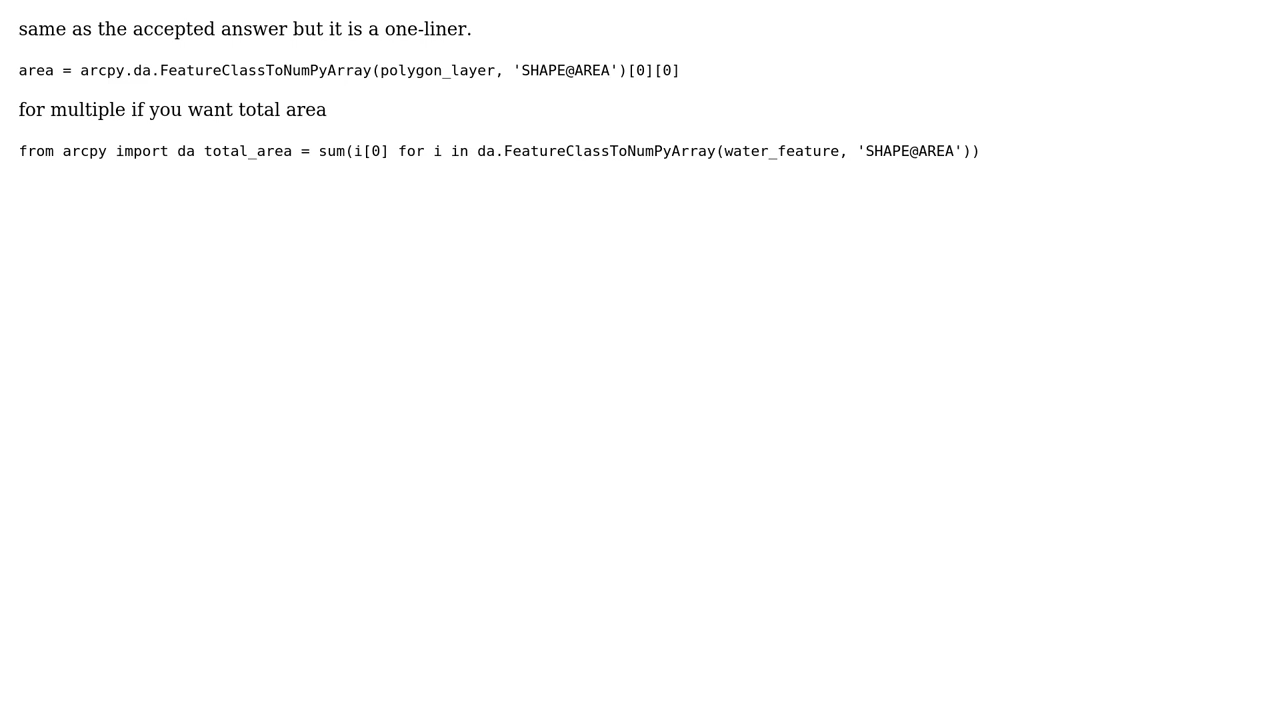 same as the accepted answer but it is a one-liner.
area = arcpy.da.FeatureClassToNumPyArray(polygon_layer, 'SHAPE@AREA')[0][0]
for multiple if you want total area
from arcpy import da total_area = sum(i[0] for i in da.FeatureClassToNumPyArray(water_feature, 'SHAPE@AREA'))